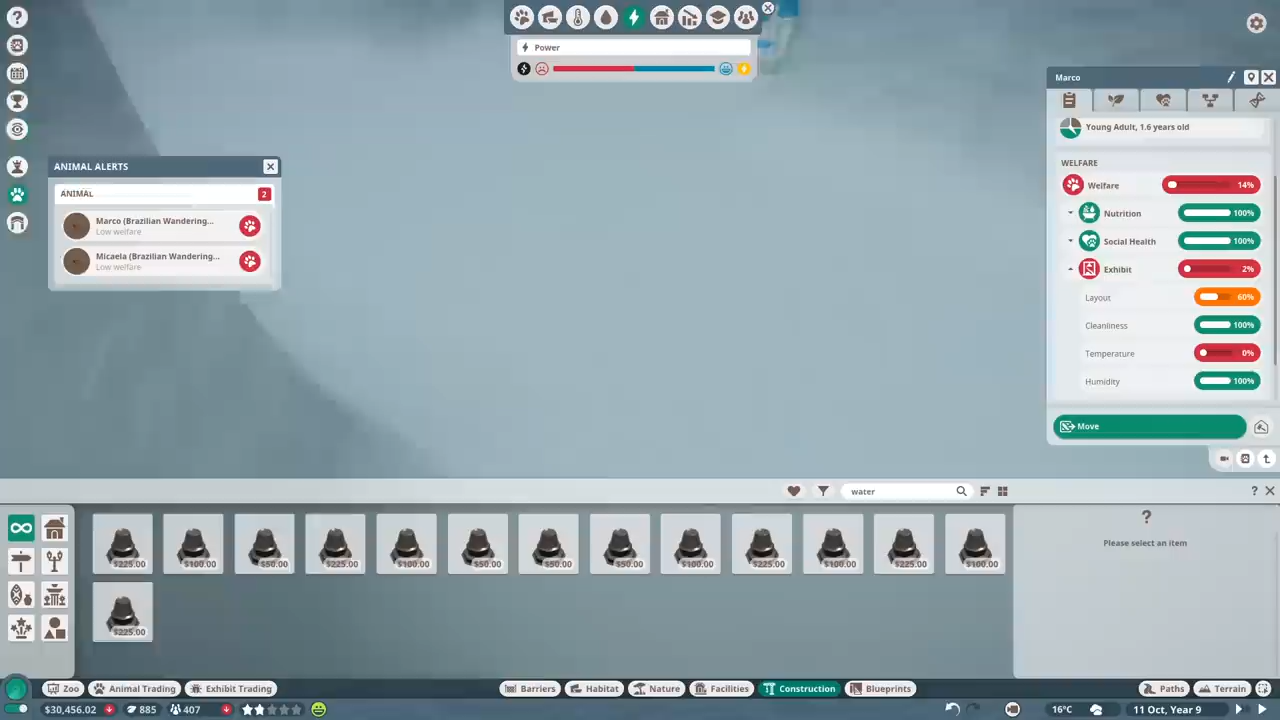 Power
Marco
Young Adult, 1.6 years old
WELFARE
Welfare 14%
Nutrition 100%
Social Health 100%
Exhibit 2%
Layout 60%
Cleanliness 100%
Temperature 0%
Humidity 100%
Move
ANIMAL ALERTS
ANIMAL 2
Marco (Brazilian Wandering...
Low welfare
Micaela (Brazilian Wandering...
Low welfare
water
? 
$225.00 $100.00 $50.00 $225.00 $100.00 $50.00 $50.00 $50.00 $100.00 $225.00 $100.00 $225.00 $100.00
$225.00
?
Please select an item
Zoo Animal Trading Exhibit Trading Barriers Habitat Nature Facilities Construction Blueprints Paths Terrain
$30,456.02 885 407 16°C 11 Oct, Year 9